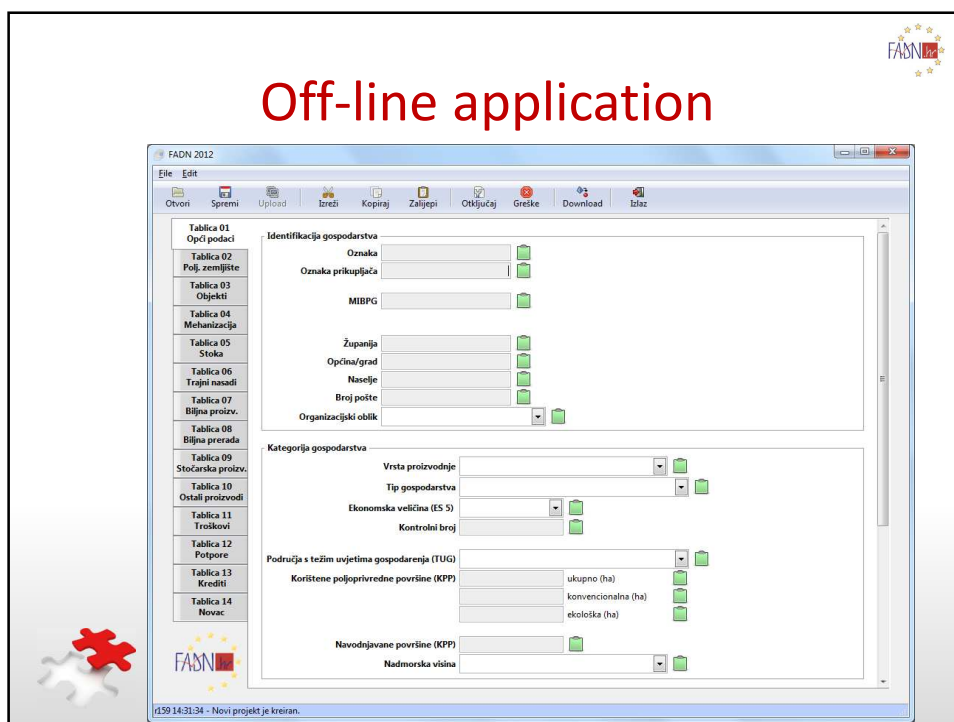 FADN hr
Off-line application
FADN 2012
File Edit
Otvori Spremi Upload Izreži Kopiraj Zalijepi Otključaj Greške Download Izlaz
Tablica 01
Opći podaci
Tablica 02
Polj. zemljište
Tablica 03
Objekti
Tablica 04
Mehanizacija
Tablica 05
Stoka
Tablica 06
Trajni nasadi
Tablica 07
Biljna proizv.
Tablica 08
Biljna prerada
Tablica 09
Stočarska proizv.
Tablica 10
Ostali proizvodi
Tablica 11
Troškovi
Tablica 12
Potpore
Tablica 13
Krediti
Tablica 14
Novac
Identifikacija gospodarstva
Oznaka
Oznaka prikupljača
MIBPG
Županija
Općina/grad
Naselje
Broj pošte
Organizacijski oblik
Kategorija gospodarstva
Vrsta proizvodnje
Tip gospodarstva
Ekonomska veličina (ES 5)
Kontrolni broj
Područja s težim uvjetima gospodarenja (TUG)
Korištene poljoprivredne površine (KPP) ukupno (ha)
konvencionalna (ha)
ekološka (ha)
Navodnjavane površine (KPP)
Nadmorska visina
FADN hr
r159 14:31:34 - Novi projekt je kreiran.